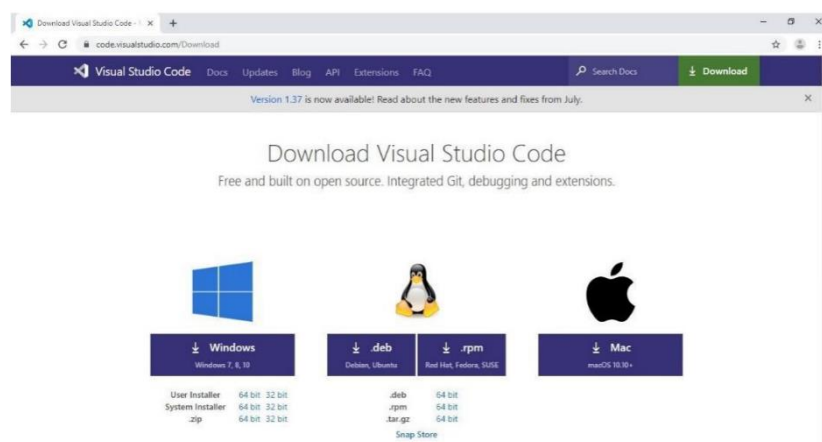 Download Visual Studio Code -
code.visualstudio.com/Download
Visual Studio Code Docs Updates Blog API Extensions FAQ Search Docs Download
Version 1.37 is now available! Read about the new features and fixes from July.
Download Visual Studio Code
Free and built on open source. Integrated Git, debugging and extensions.
Windows
Windows 7, 8, 10
.deb
Debian, Ubuntu
.rpm
Red Hat, Fedora, SUSE
Mac
macOS 10.10+
User Installer 64 bit 32 bit
System Installer 64 bit 32 bit
.zip 64 bit 32 bit
.deb 64 bit
.rpm 64 bit
.tar.gz 64 bit
Snap Store